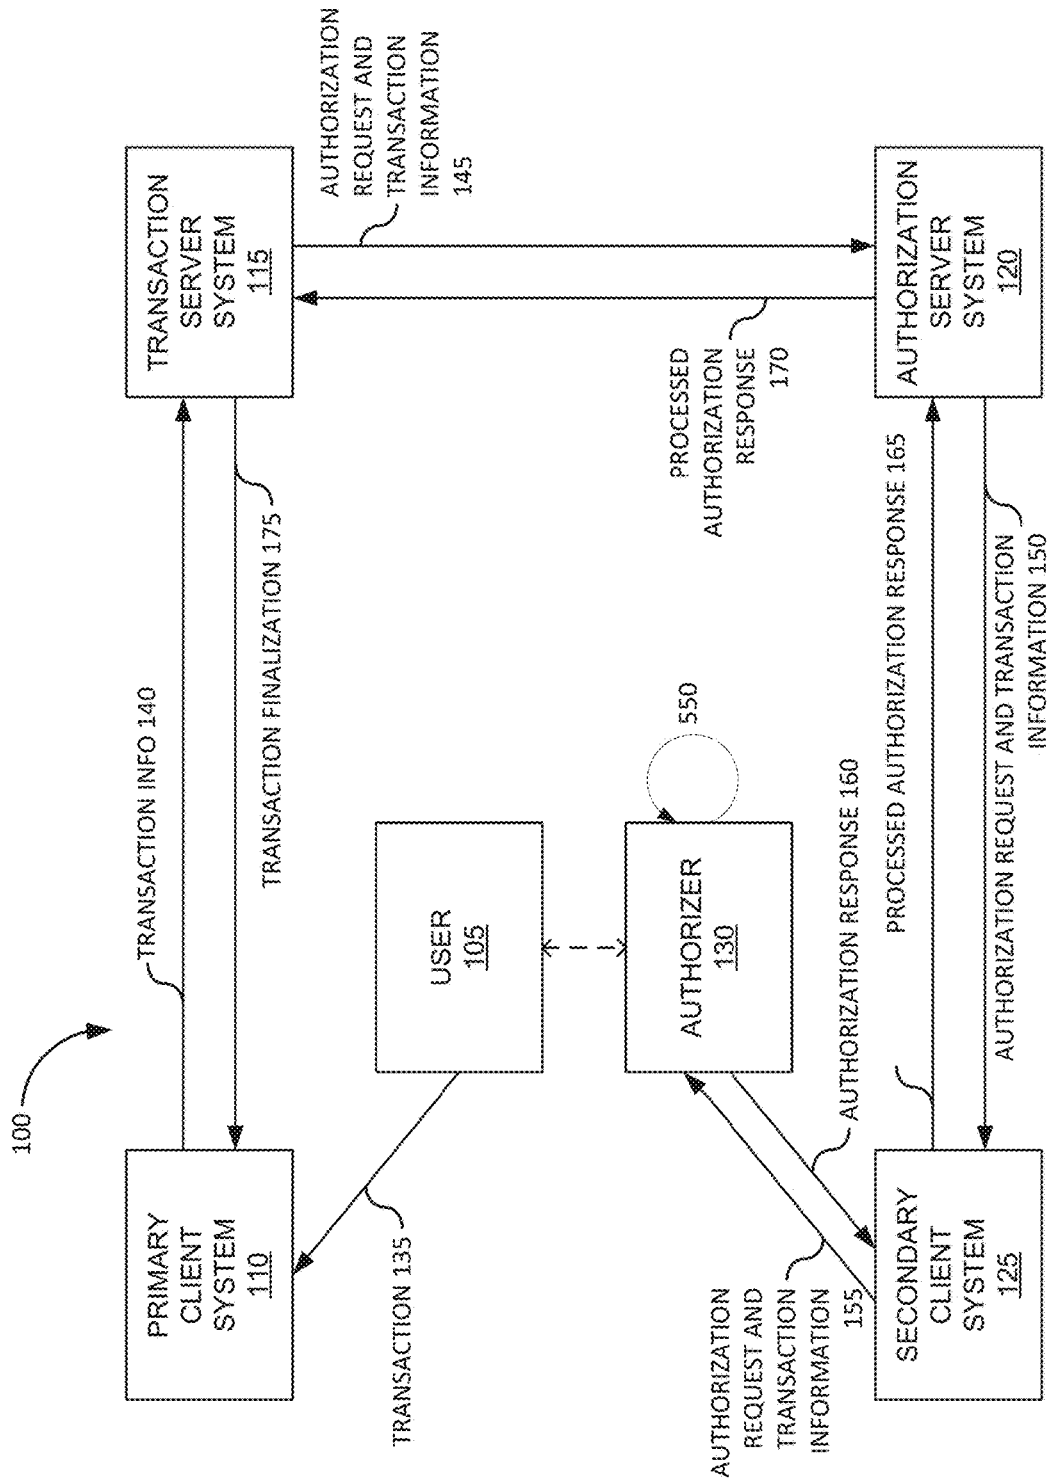 100
PRIMARY
CLIENT
SYSTEM
110
TRANSACTION INFO 140
TRANSACTION FINALIZATION 175
TRANSACTION
SERVER
SYSTEM
115
AUTHORIZATION
REQUEST AND
TRANSACTION
INFORMATION
145
TRANSACTION 135
USER
105
AUTHORIZER
130
550
PROCESSED
AUTHORIZATION
RESPONSE
170
AUTHORIZATION
REQUEST AND
TRANSACTION
INFORMATION
155
AUTHORIZATION RESPONSE 160
SECONDARY
CLIENT
SYSTEM
125
PROCESSED AUTHORIZATION RESPONSE 165
AUTHORIZATION REQUEST AND TRANSACTION
INFORMATION 150
AUTHORIZATION
SERVER
SYSTEM
120